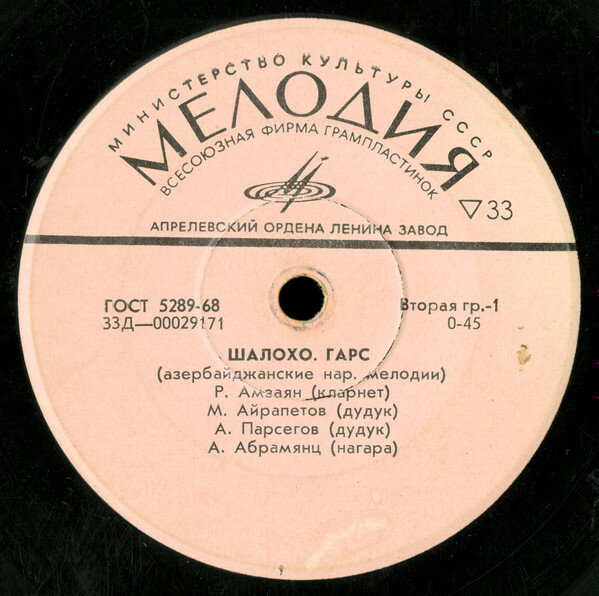 МИНИСТЕРСТВО КУЛЬТУРЫ СССР
МЕЛОДИЯ
ВСЕСОЮЗНАЯ ФИРМА ГРАМПЛАСТИНОК
▽33
АПРЕЛЕВСКИЙ ОРДЕНА ЛЕНИНА ЗАВОД
ГОСТ 5289-68
33Д—00029171
Вторая гр.-1
0-45
ШАЛОХО. ГАРС
(азербайджанские нар. мелодии)
Р. Амзаян (кларнет)
М. Айрапетов (дудук)
А. Парсегов (дудук)
А. Абрамянц (нагара)